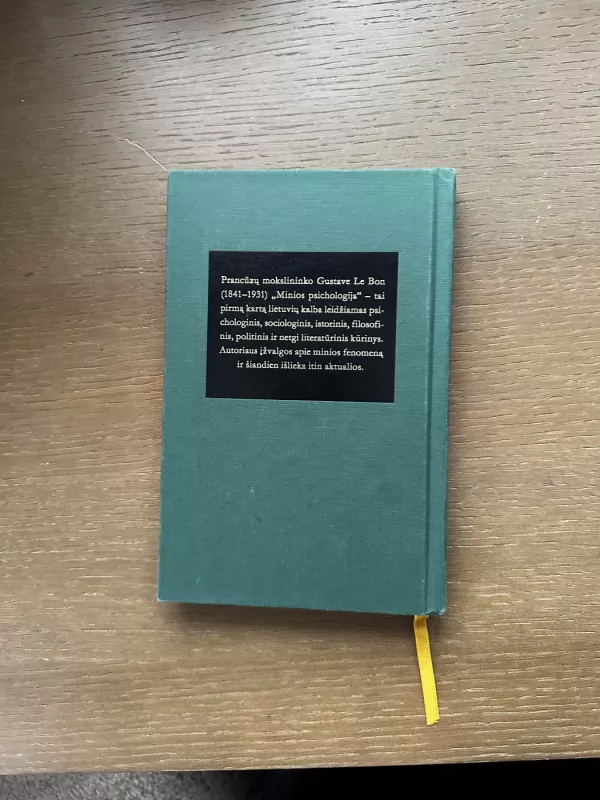 Prancūzų mokslininko Gustave Le Bon
(1841–1931) „Minios psichologija“ – tai
pirmą kartą lietuvių kalba leidžiamas psi-
chologinis, sociologinis, istorinis, filosofi-
nis, politinis ir netgi literatūrinis kūrinys.
Autoriaus įžvalgos apie minios fenomeną
ir šiandien išlieka itin aktualios.